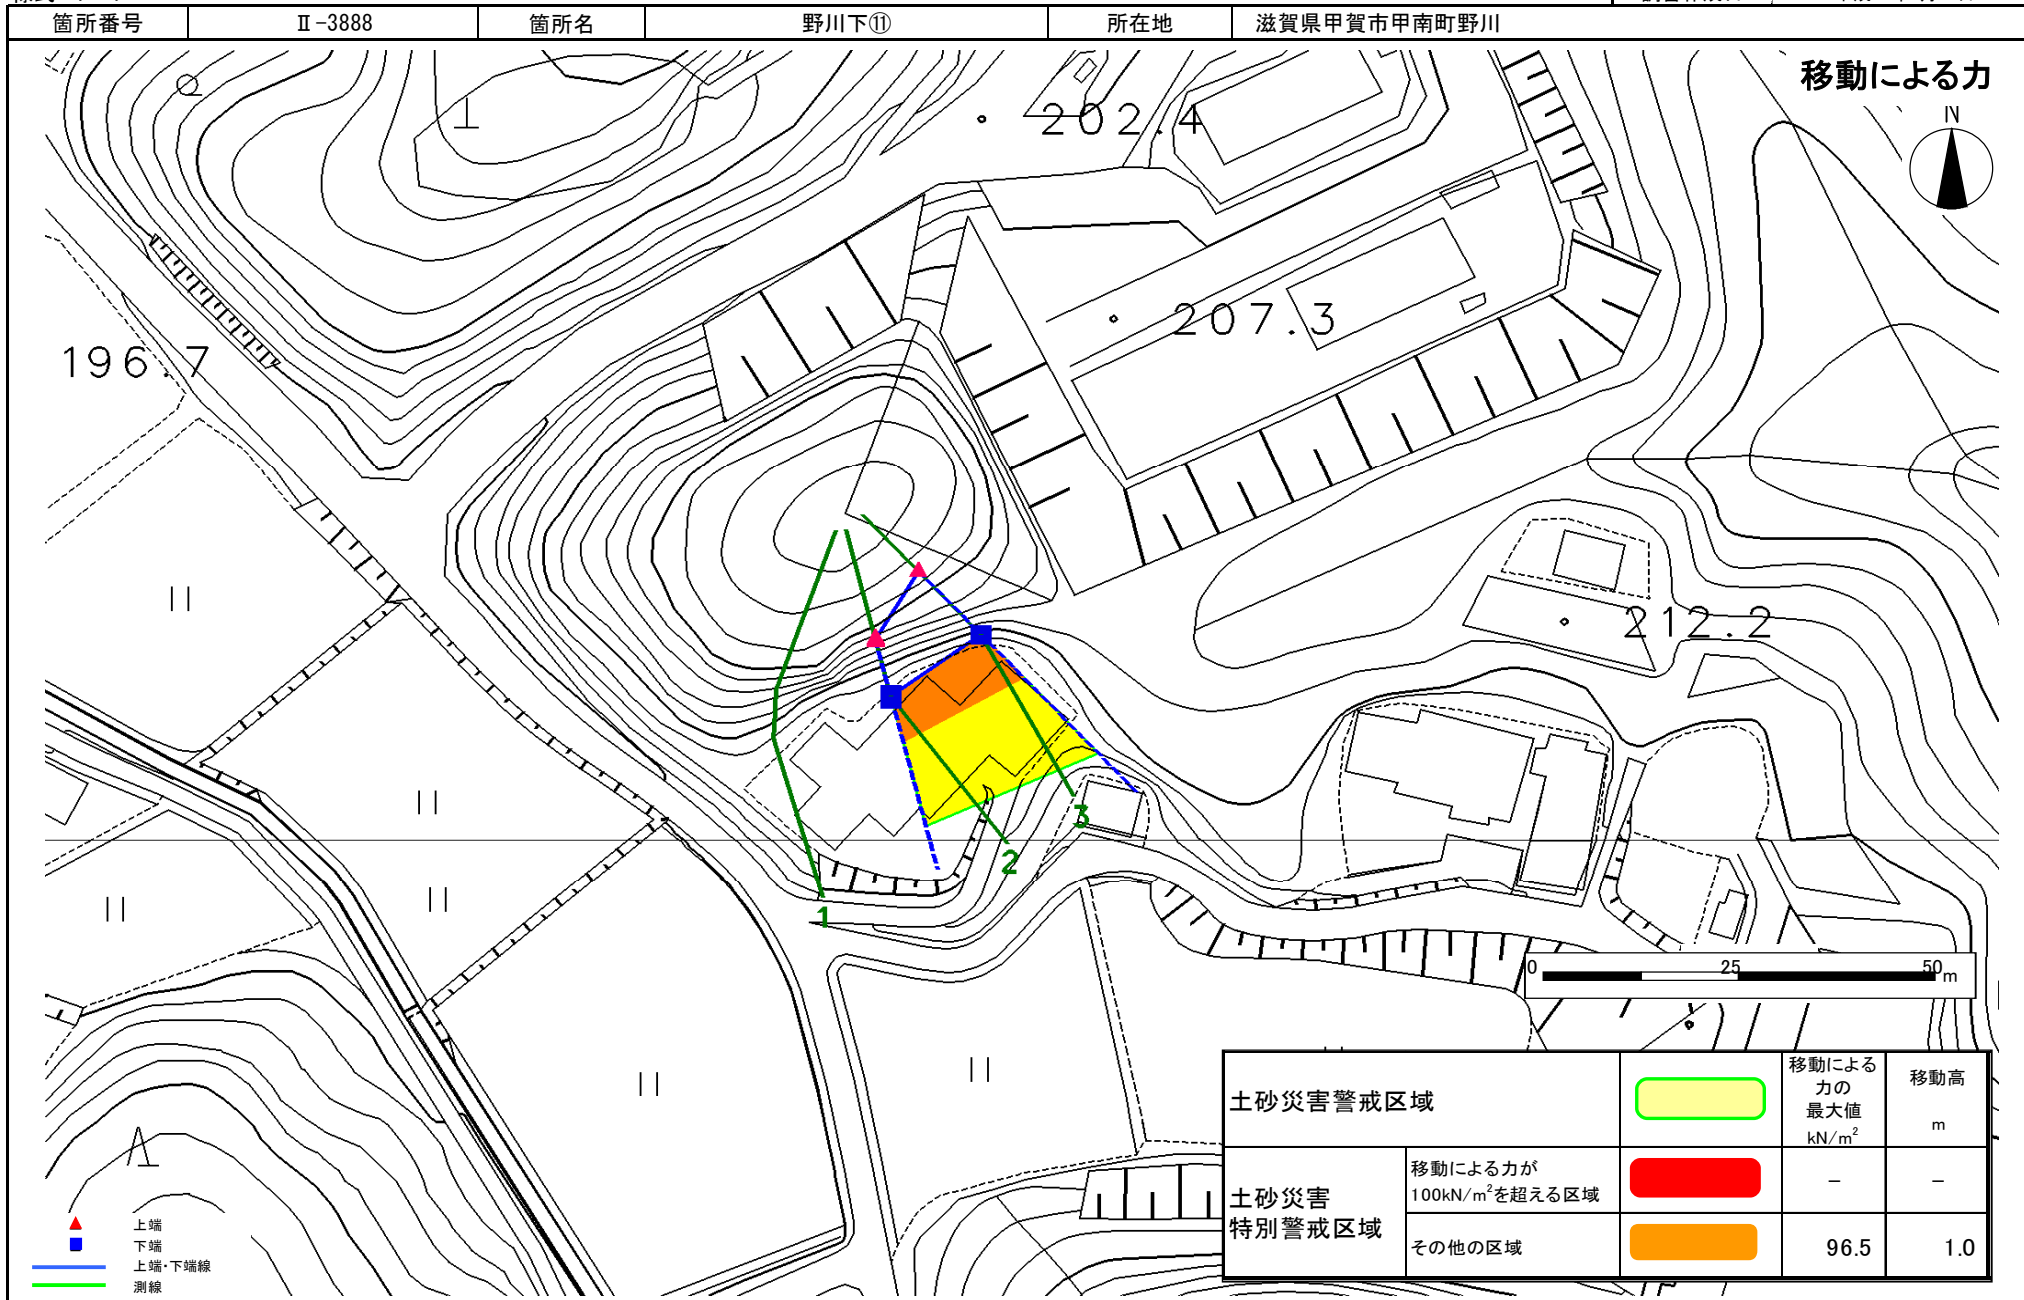 箇所番号 Ⅱ-3888 箇所名 野川下⑪ 所在地 滋賀県甲賀市甲南町野川
移動による力
N
202.4
207.3
196.7
212.2
1
2
3
0 25 50 m
土砂災害警戒区域
移動による
力の
最大値
kN/m²
移動高
m
土砂災害
特別警戒区域
移動による力が
100kN/m²を超える区域
－ －
その他の区域 96.5 1.0
上端
下端
上端・下端線
測線